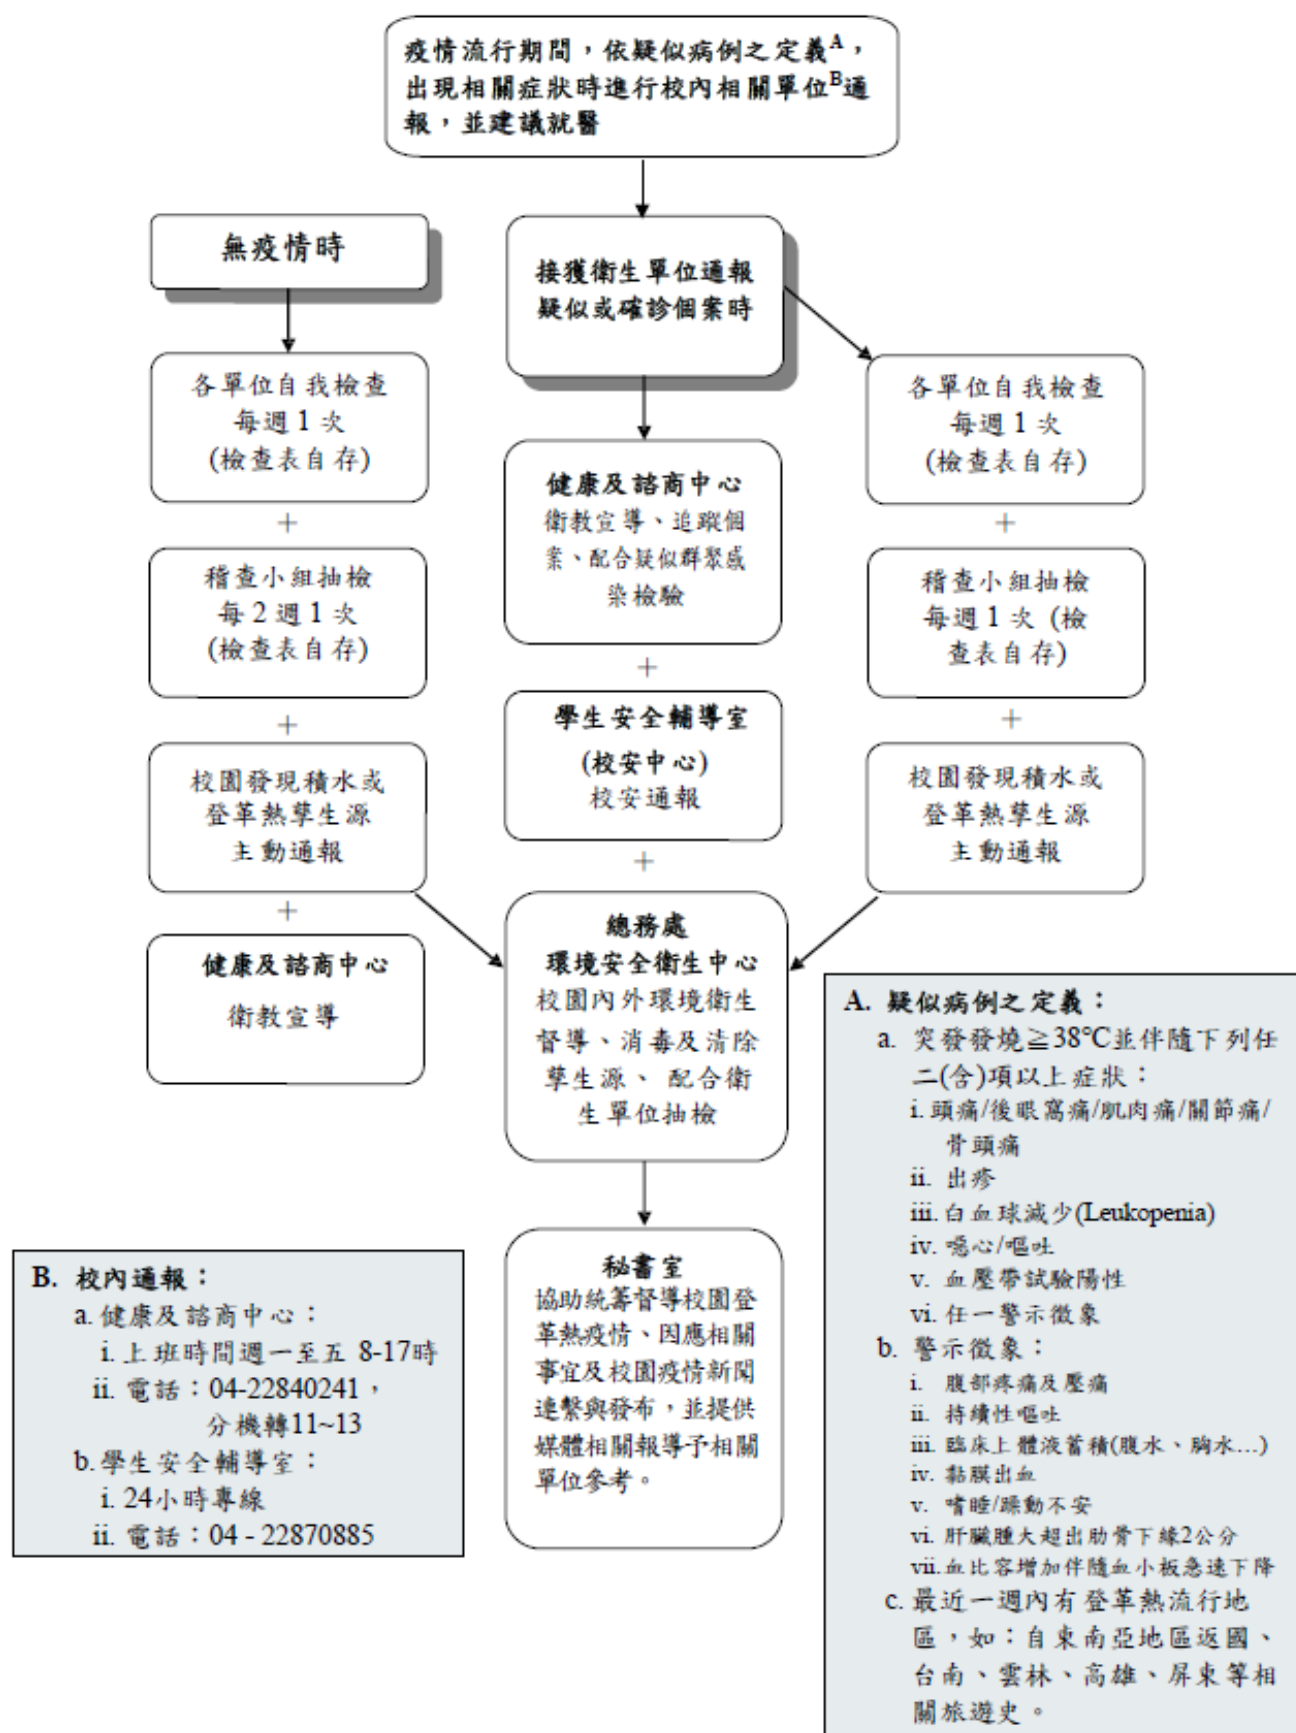 疫情流行期間，依疑似病例之定義A，
出現相關症狀時進行校內相關單位B通
報，並建議就醫
無疫情時
各單位自我檢查
每週 1 次
(檢查表自存)
+
稽查小組抽檢
每 2 週 1 次
(檢查表自存)
+
校園發現積水或
登革熱孳生源
主動通報
+
健康及諮商中心
衛教宣導
接獲衛生單位通報
疑似或確診個案時
健康及諮商中心
衛教宣導、追蹤個
案、配合疑似群聚感
染檢驗
+
學生安全輔導室
(校安中心)
校安通報
+
總務處
環境安全衛生中心
校園內外環境衛生
督導、消毒及清除
孳生源、 配合衛
生單位抽檢
秘書室
協助統籌督導校園登
革熱疫情、因應相關
事宜及校園疫情新聞
連繫與發布，並提供
媒體相關報導予相關
單位參考。
各單位自我檢查
每週 1 次
(檢查表自存)
+
稽查小組抽檢
每週 1 次 (檢
查表自存)
+
校園發現積水或
登革熱孳生源
主動通報
A. 疑似病例之定義：
a. 突發發燒≧38℃並伴隨下列任
二(含)項以上症狀：
i. 頭痛/後眼窩痛/肌肉痛/關節痛/
骨頭痛
ii. 出疹
iii. 白血球減少(Leukopenia)
iv. 噁心/嘔吐
v. 血壓帶試驗陽性
vi. 任一警示徵象
b. 警示徵象：
i. 腹部疼痛及壓痛
ii. 持續性嘔吐
iii. 臨床上體液蓄積(腹水、胸水...)
iv. 黏膜出血
v. 嗜睡/躁動不安
vi. 肝臟腫大超出肋骨下緣2公分
vii. 血比容增加伴隨血小板急速下降
c. 最近一週內有登革熱流行地
區，如：自東南亞地區返國、
台南、雲林、高雄、屏東等相
關旅遊史。
B. 校內通報：
a. 健康及諮商中心：
i. 上班時間週一至五 8-17時
ii. 電話：04-22840241，
分機轉11~13
b. 學生安全輔導室：
i. 24小時專線
ii. 電話：04 - 22870885